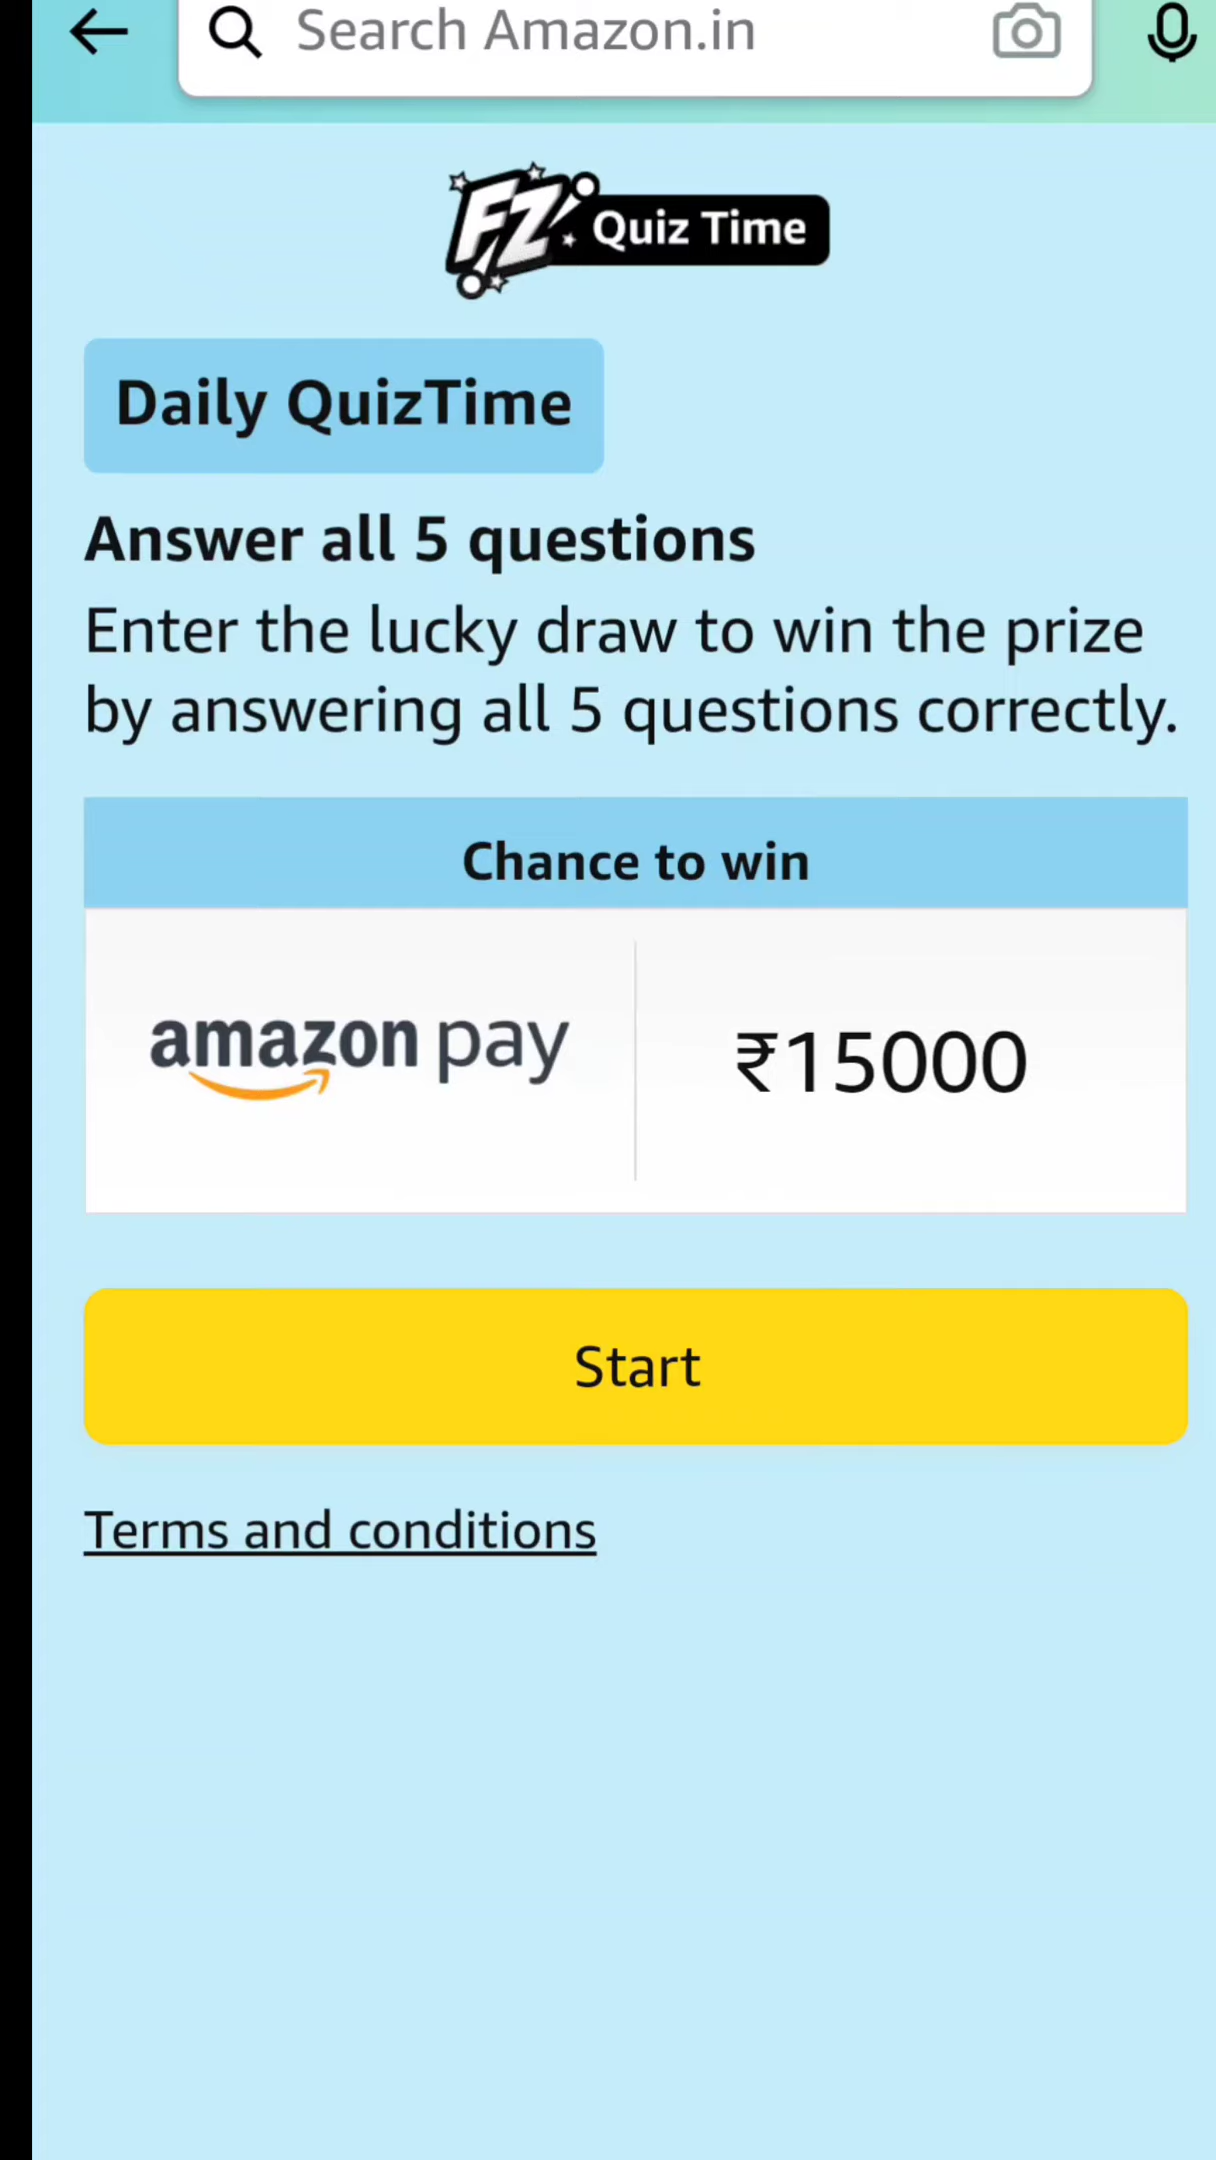 Search Amazon.in
FZ Quiz Time
Daily QuizTime
Answer all 5 questions
Enter the lucky draw to win the prize
by answering all 5 questions correctly.
Chance to win
amazon pay
₹15000
Start
Terms and conditions